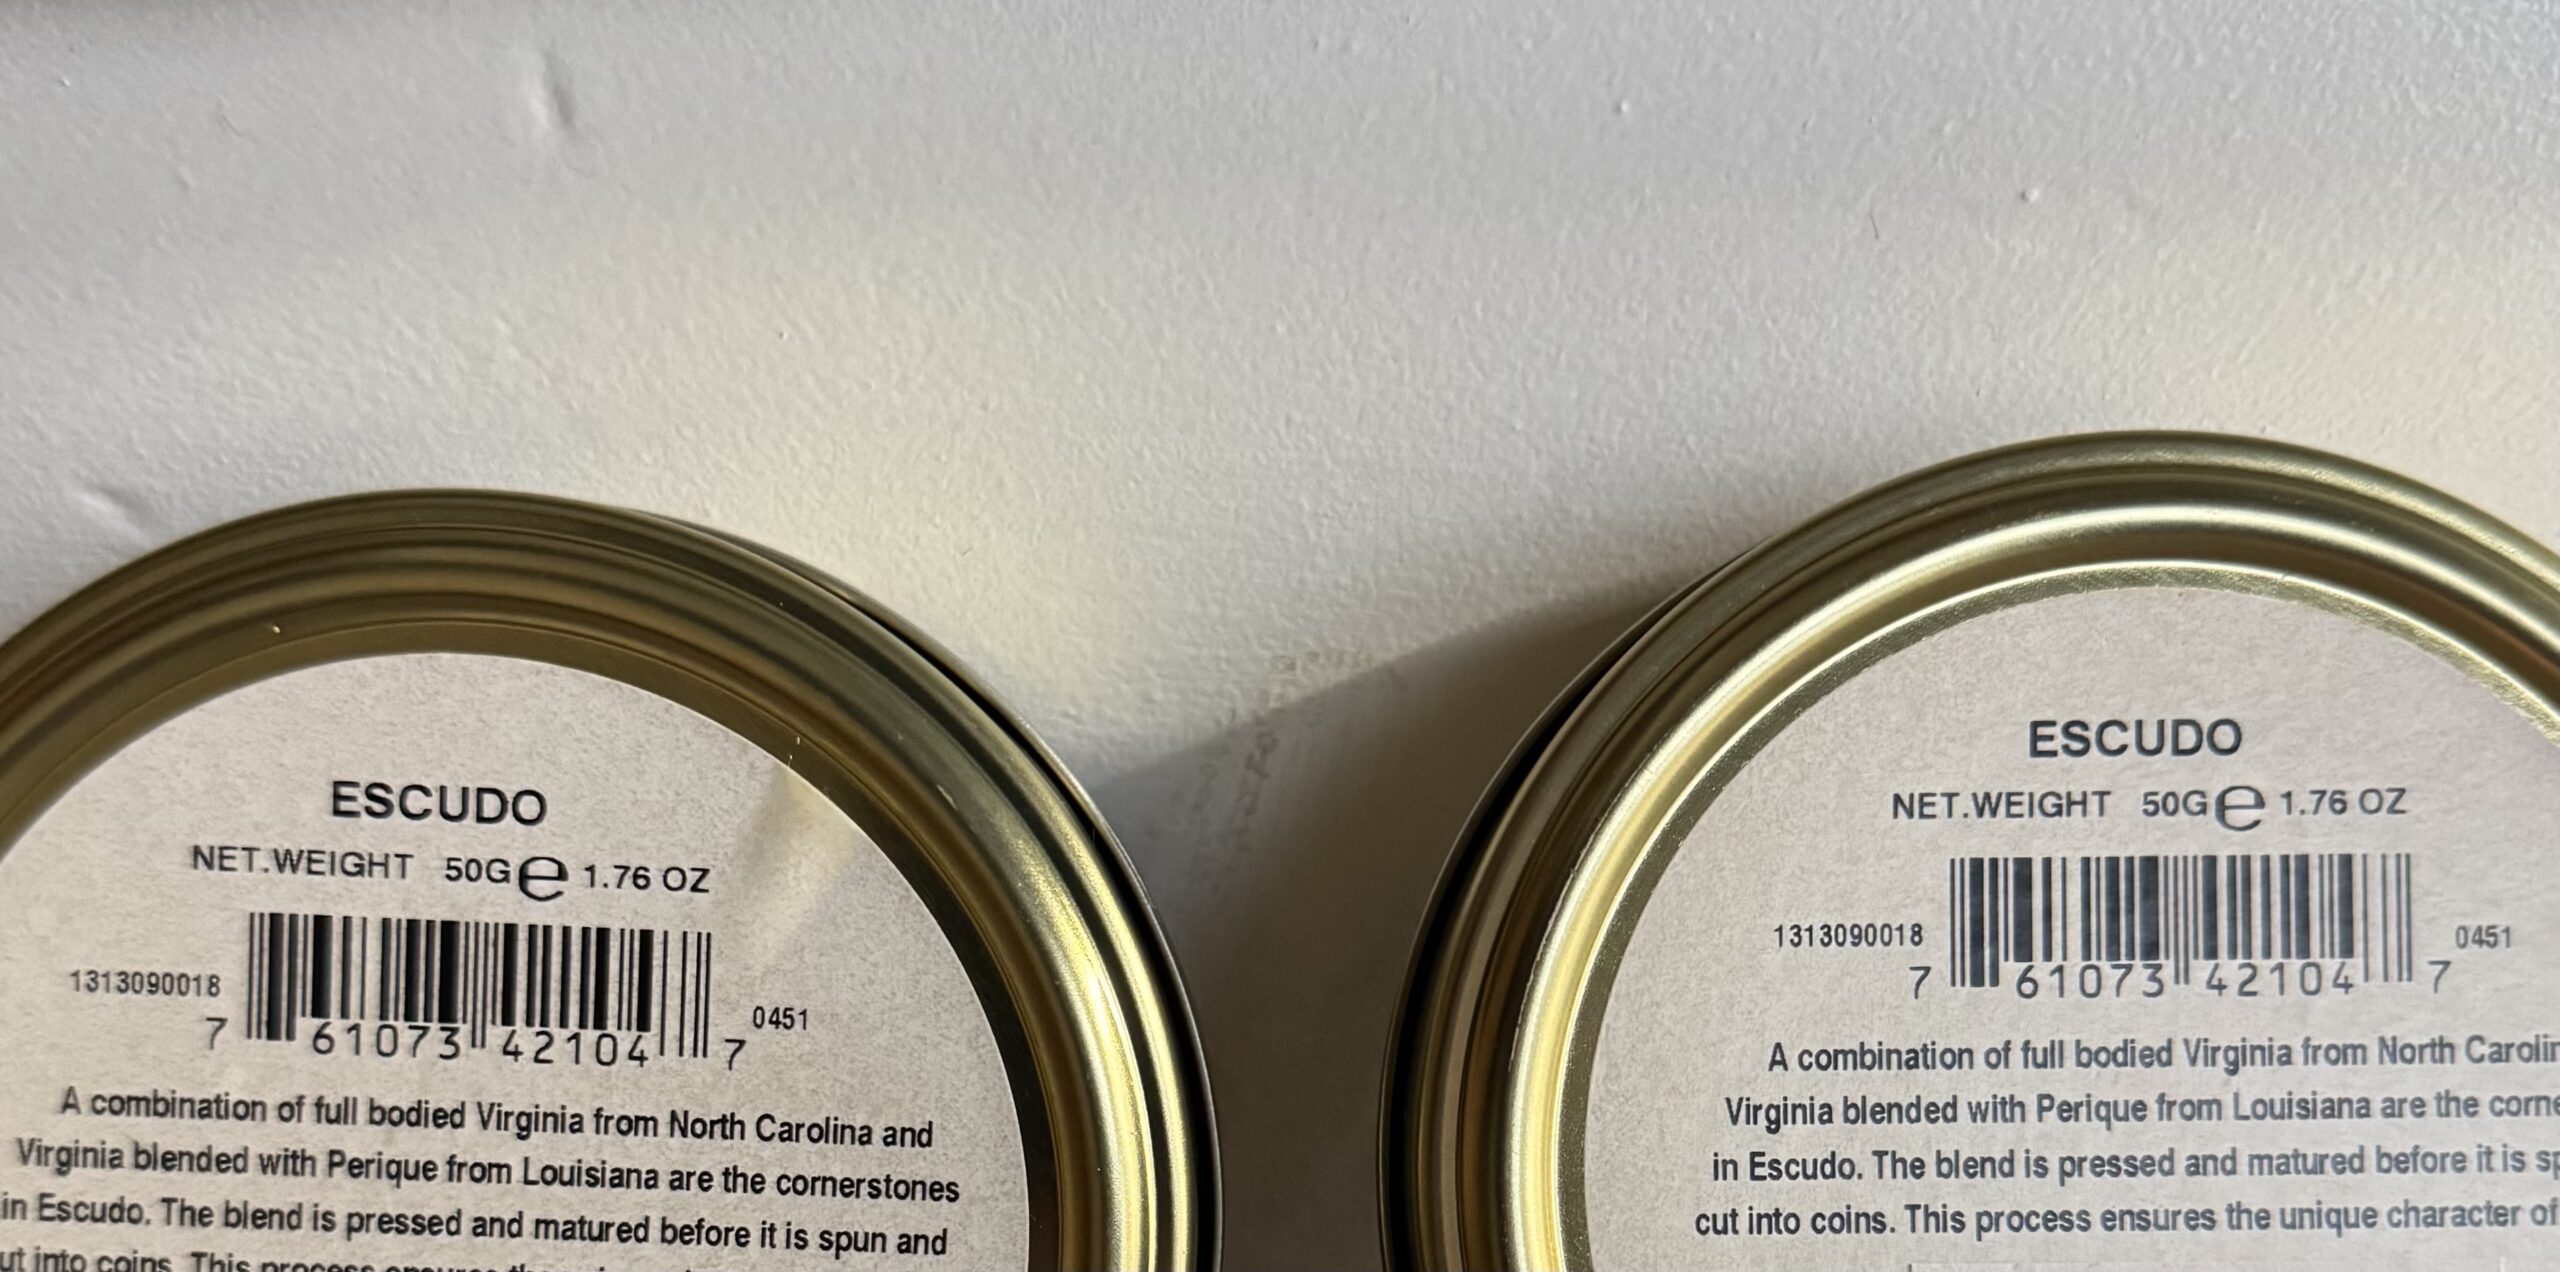 ESCUDO
NET.WEIGHT 50G e 1.76 OZ
1313090018
7 61073 42104 7
0451
A combination of full bodied Virginia from North Carolina and
Virginia blended with Perique from Louisiana are the cornerstones
in Escudo. The blend is pressed and matured before it is spun and
into coins. This process
ESCUDO
NET.WEIGHT 50G e 1.76 OZ
1313090018
7 61073 42104 7
0451
A combination of full bodied Virginia from North
Virginia blended with Perique from Louisiana are the
in Escudo. The blend is pressed and matured before it is
cut into coins. This process ensures the unique character of